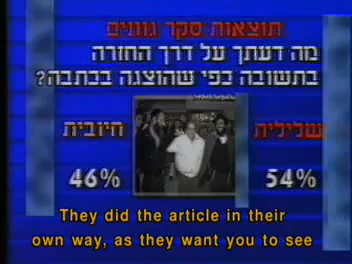 תוצאות סקר
מה דעתך על דרך החזרה
בתשובה כפי שהוצגה בכתבה?
שלילית חיובית
54% 46%
They did the article in their
own way, as they want you to see